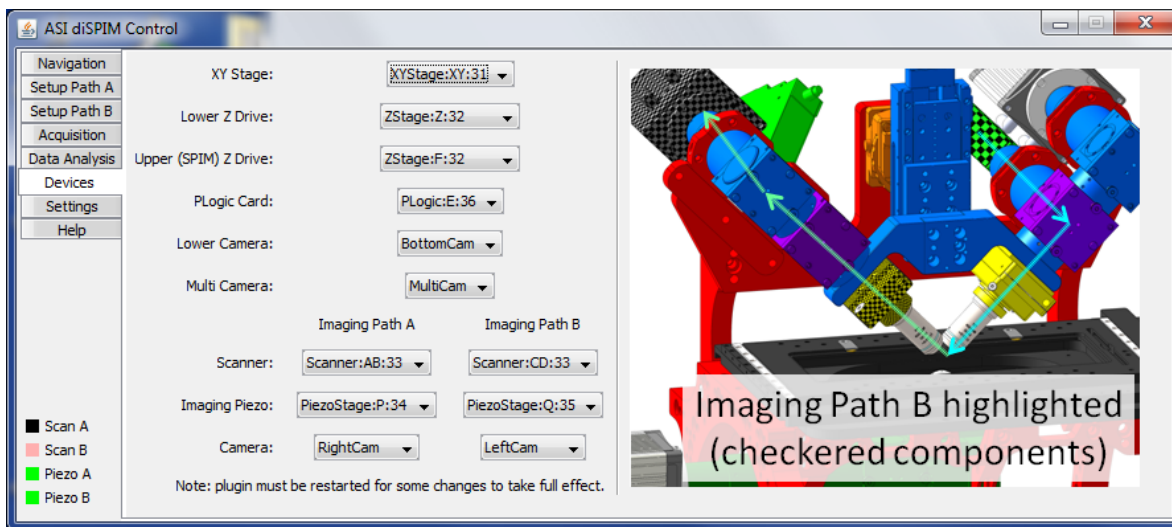 ASI diSPIM Control
Navigation
Setup Path A
Setup Path B
Acquisition
Data Analysis
Devices
Settings
Help
Scan A
Scan B
Piezo A
Piezo B
XY Stage: XYStage:XY:31
Lower Z Drive: ZStage:Z:32
Upper (SPIM) Z Drive: ZStage:F:32
PLogic Card: PLogic:E:36
Lower Camera: BottomCam
Multi Camera: MultiCam
Imaging Path A Imaging Path B
Scanner: Scanner:AB:33 Scanner:CD:33
Imaging Piezo: PiezoStage:P:34 PiezoStage:Q:35
Camera: RightCam LeftCam
Note: plugin must be restarted for some changes to take full effect.
Imaging Path B highlighted
(checkered components)